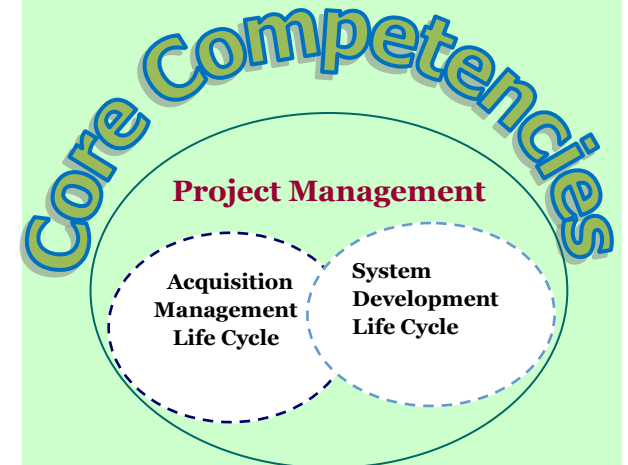 Core Competencies
Project Management
Acquisition
Management
Life Cycle
System
Development
Life Cycle